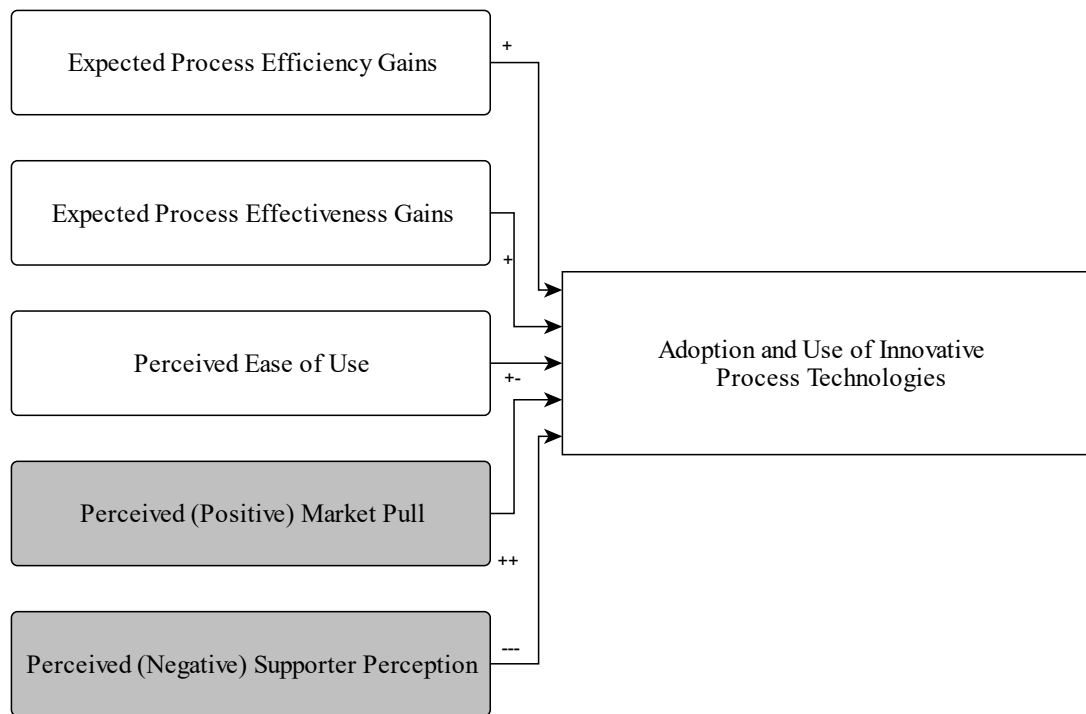 Expected Process Efficiency Gains
+
Expected Process Effectiveness Gains
+
Perceived Ease of Use
+-
Perceived (Positive) Market Pull
++
Perceived (Negative) Supporter Perception
---
Adoption and Use of Innovative
Process Technologies